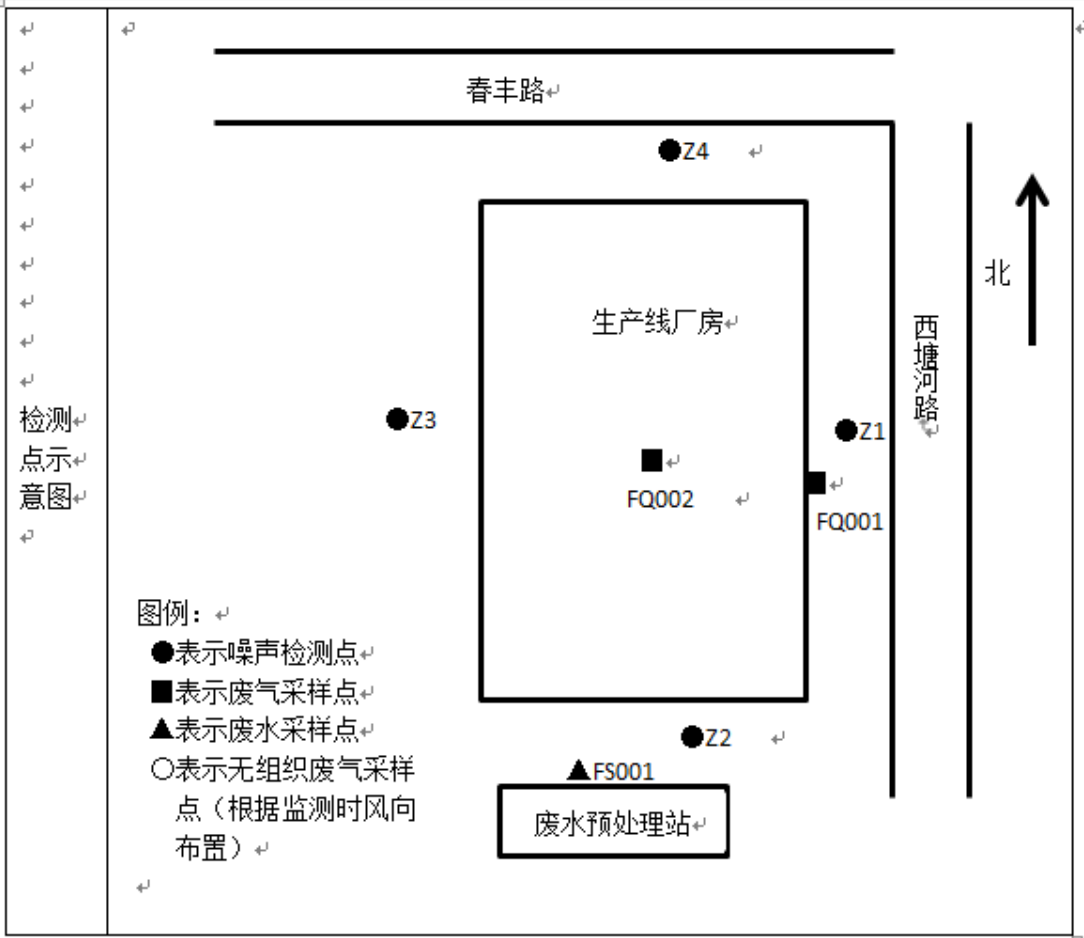 春丰路
Z4
北
生产线厂房
西塘河路
检测
点示
意图
Z3
Z1
FQ002
FQ001
图例：
●表示噪声检测点
■表示废气采样点
▲表示废水采样点
○表示无组织废气采样
点（根据监测时风向
布置）
Z2
FS001
废水预处理站